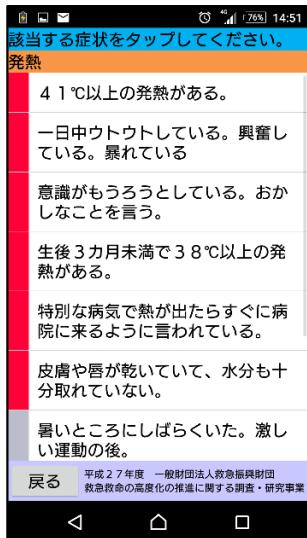 4G 76% 14:51
該当する症状をタップしてください。
発熱
４１℃以上の発熱がある。
一日中ウトウトしている。興奮し
ている。暴れている
意識がもうろうとしている。おか
しなことを言う。
生後３カ月未満で３８℃以上の発
熱がある。
特別な病気で熱が出たらすぐに病
院に来るように言われている。
皮膚や唇が乾いていて、水分も十
分取れていない。
暑いところにしばらくいた。激し
い運動の後。
戻る
平成２７年度　一般財団法人救急振興財団
救急救命の高度化の推進に関する調査・研究事業